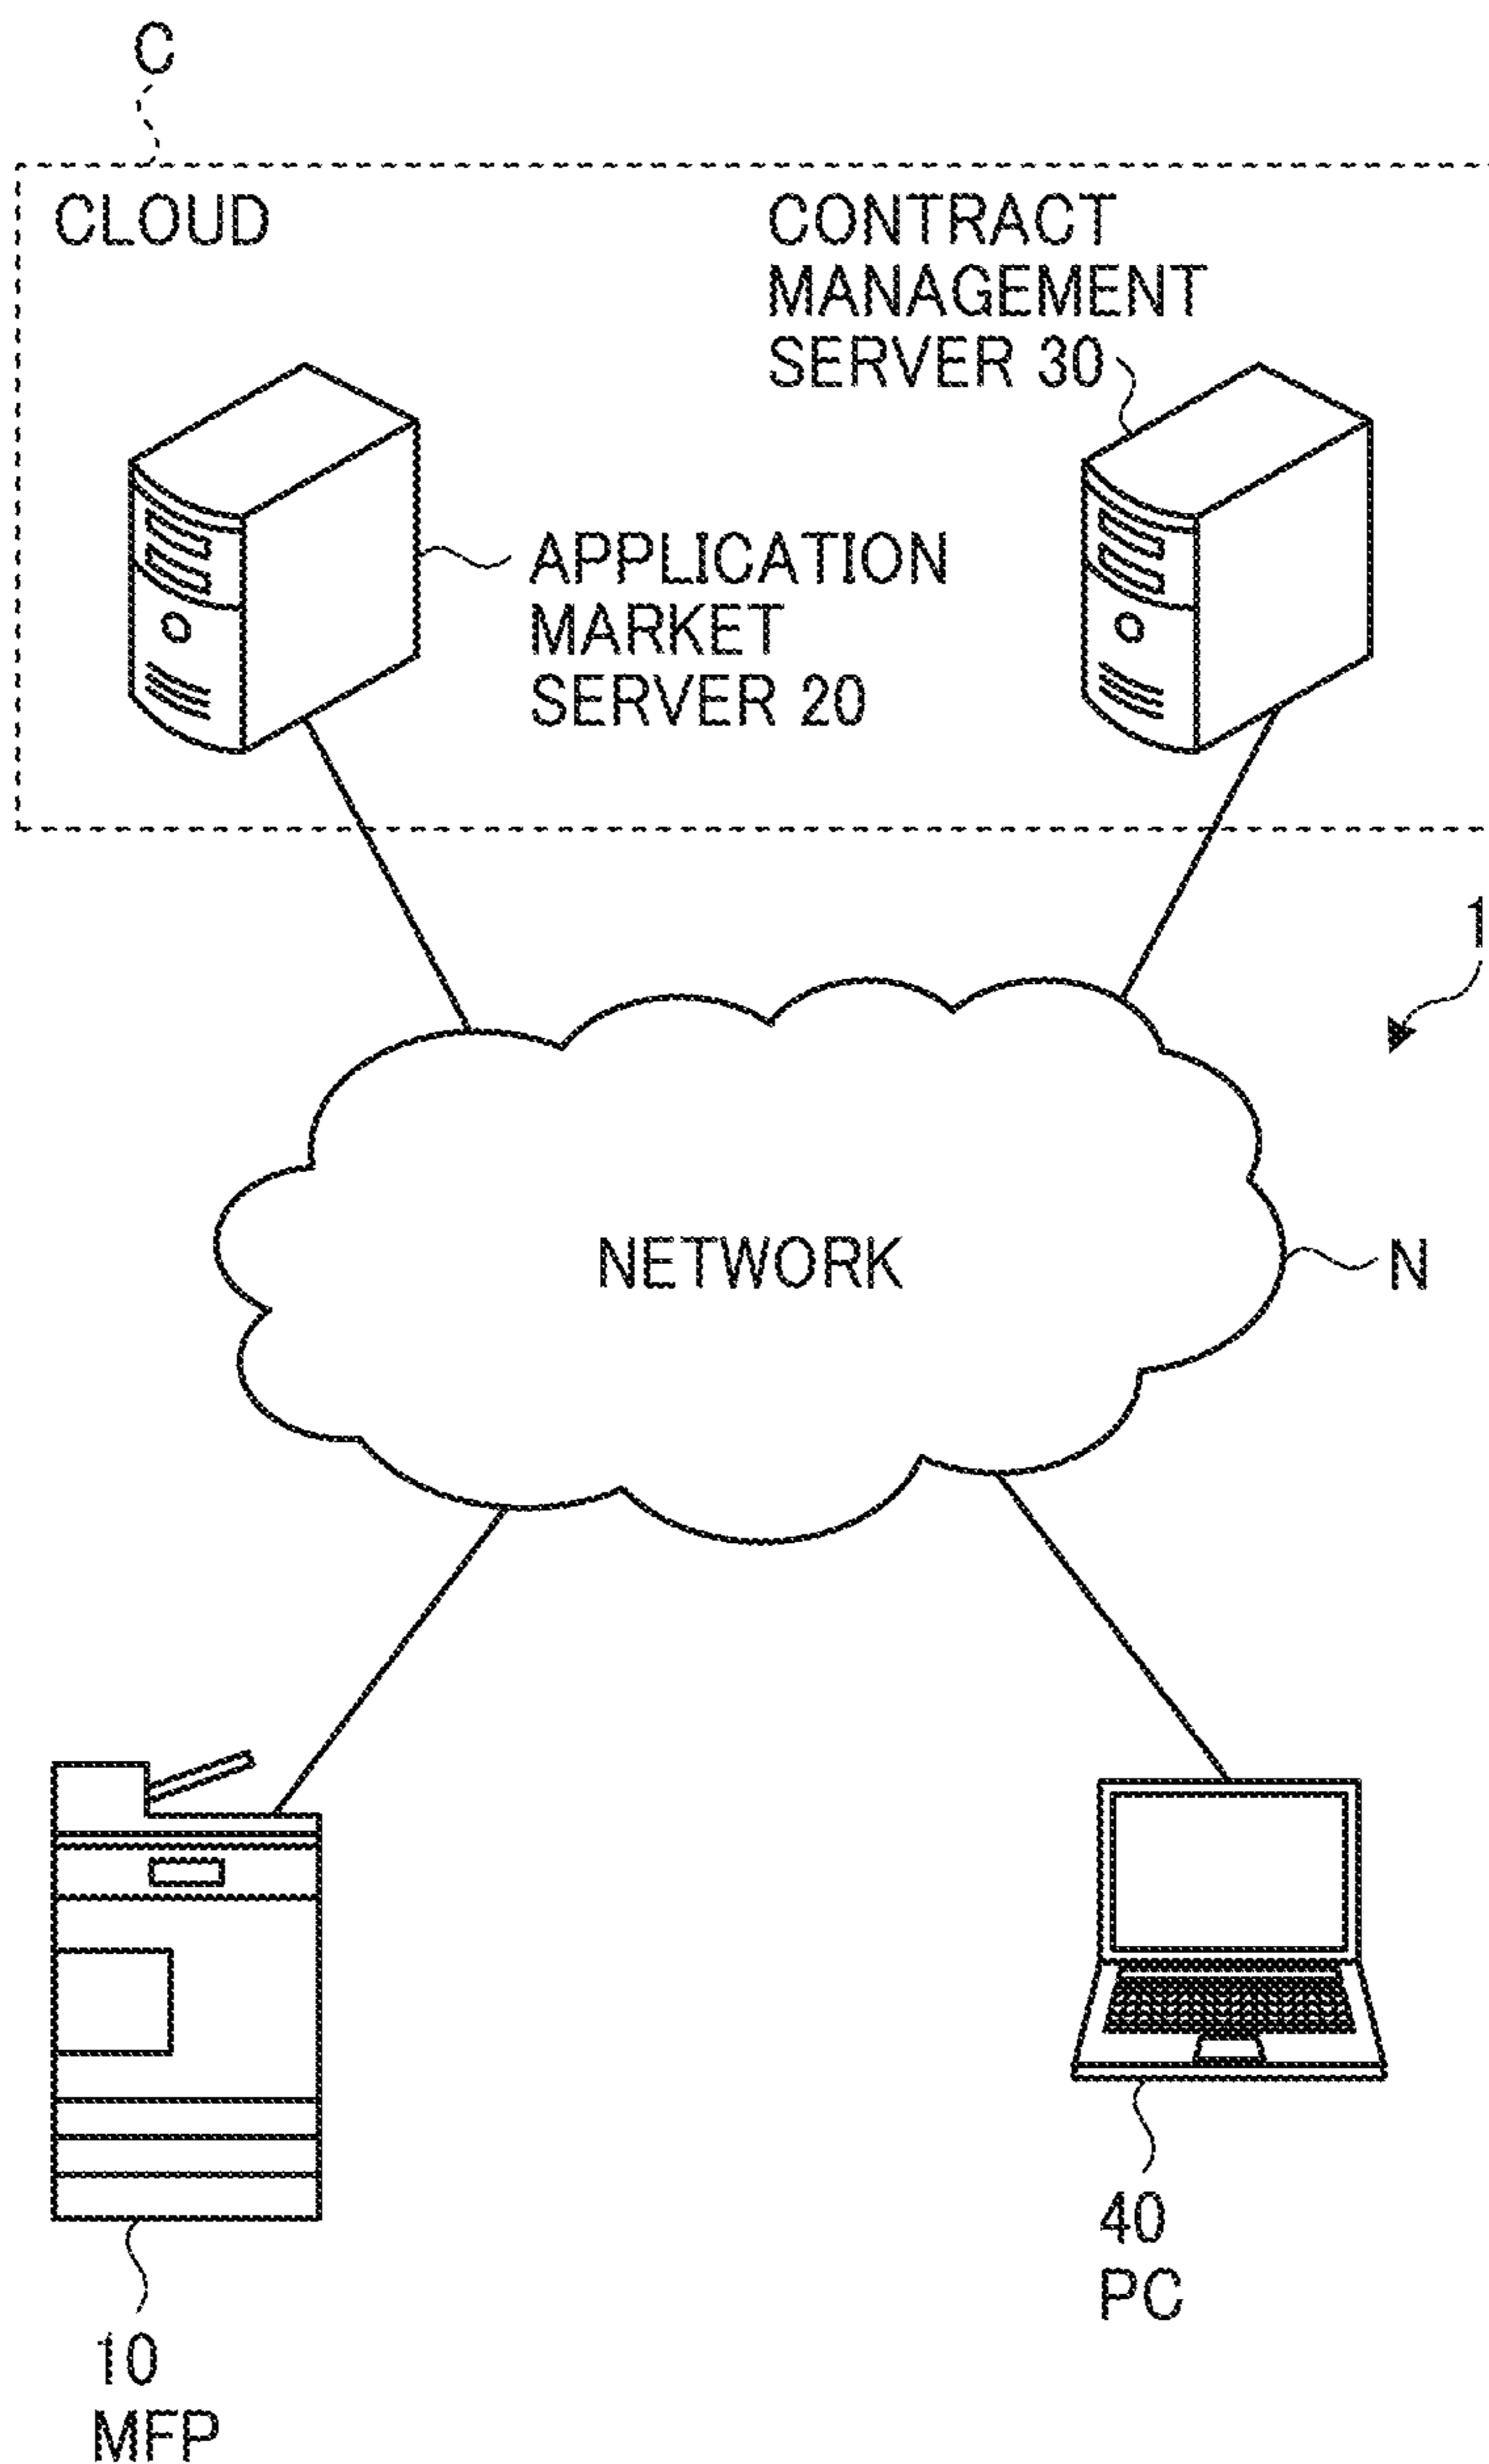 C
CLOUD
CONTRACT
MANAGEMENT
SERVER 30
APPLICATION
MARKET
SERVER 20
1
NETWORK
N
40
PC
10
MFP